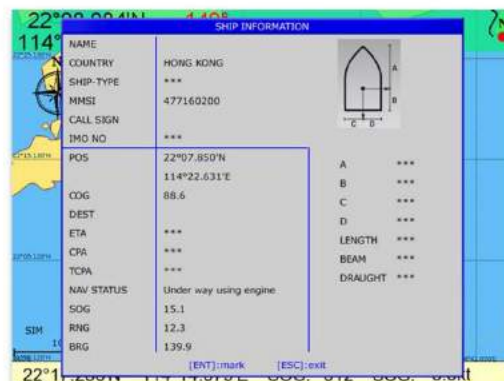 SHIP INFORMATION
NAME
COUNTRY HONG KONG
SHIP-TYPE ***
MMSI 477160200
CALL SIGN
IMO NO ***
POS 22°07.850'N
114°22.631'E
COG 88.6
DEST
ETA ***
CPA ***
TCPA ***
NAV STATUS Under way using engine
SOG 15.1
RNG 12.3
BRG 139.9
A
B
C D
A ***
B ***
C ***
D ***
LENGTH ***
BEAM ***
DRAUGHT ***
[ENT]:mark [ESC]:exit
SIM